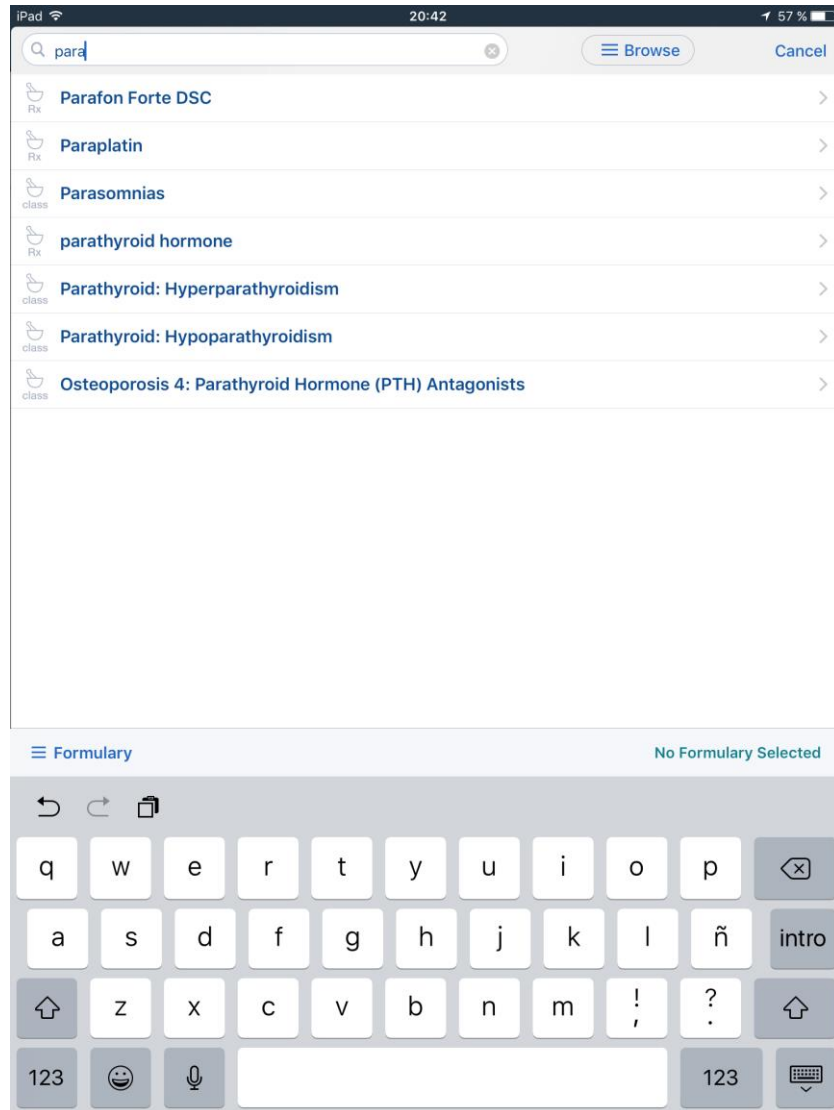 iPad 20:42 57 %
para Browse Cancel
Rx Parafon Forte DSC
Rx Paraplatin
class Parasomnias
Rx parathyroid hormone
class Parathyroid: Hyperparathyroidism
class Parathyroid: Hypoparathyroidism
class Osteoporosis 4: Parathyroid Hormone (PTH) Antagonists
Formulary No Formulary Selected
q w e r t y u i o p
a s d f g h j k l ñ intro
z x c v b n m ! , ? .
123 123